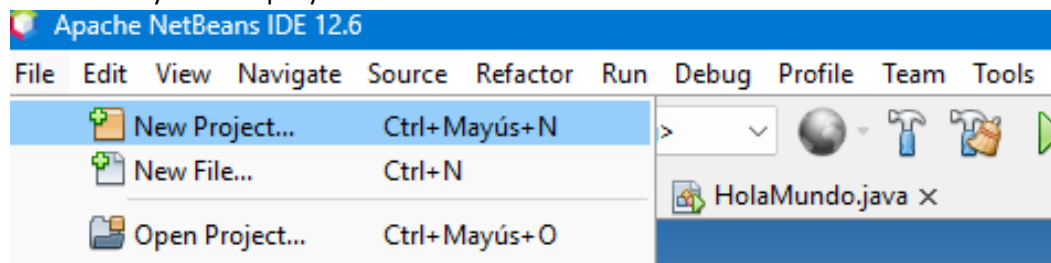 Apache NetBeans IDE 12.6
File Edit View Navigate Source Refactor Run Debug Profile Team Tools
New Project... Ctrl+Mayús+N
New File... Ctrl+N
HolaMundo.java ×
Open Project... Ctrl+Mayús+O